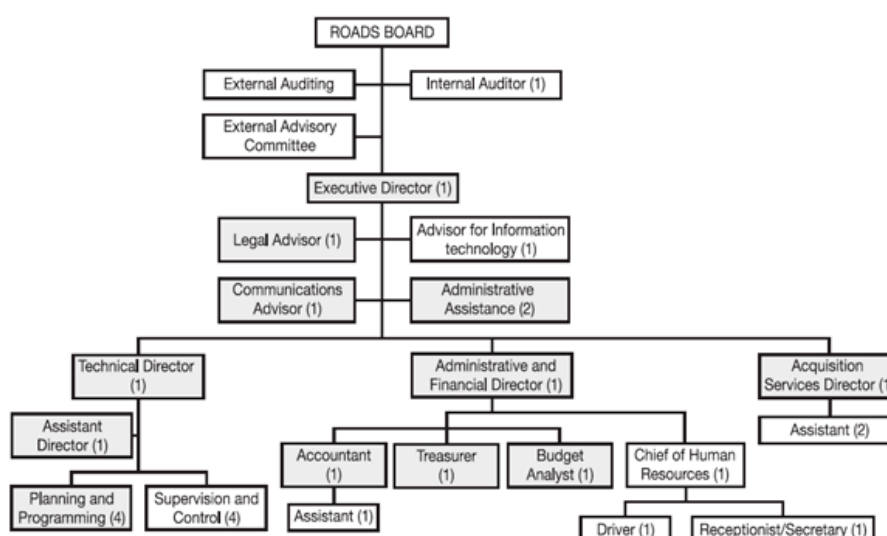 ROADS BOARD
External Auditing
Internal Auditor (1)
External Advisory
Committee
Executive Director (1)
Legal Advisor (1)
Advisor for Information
technology (1)
Communications
Advisor (1)
Administrative
Assistance (2)
Technical Director
(1)
Administrative and
Financial Director (1)
Acquisition
Services Director (1
Assistant
Director (1)
Assistant (2)
Accountant
(1)
Treasurer
(1)
Budget
Analyst (1)
Chief of Human
Resources (1)
Planning and
Programming (4)
Supervision and
Control (4)
Assistant (1)
Driver (1)
Receptionist/Secretary (1)